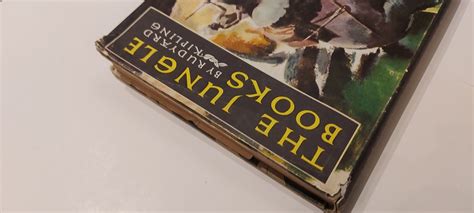 THE JUNGLE
BOOKS
BY RUDYARD
KIPLING